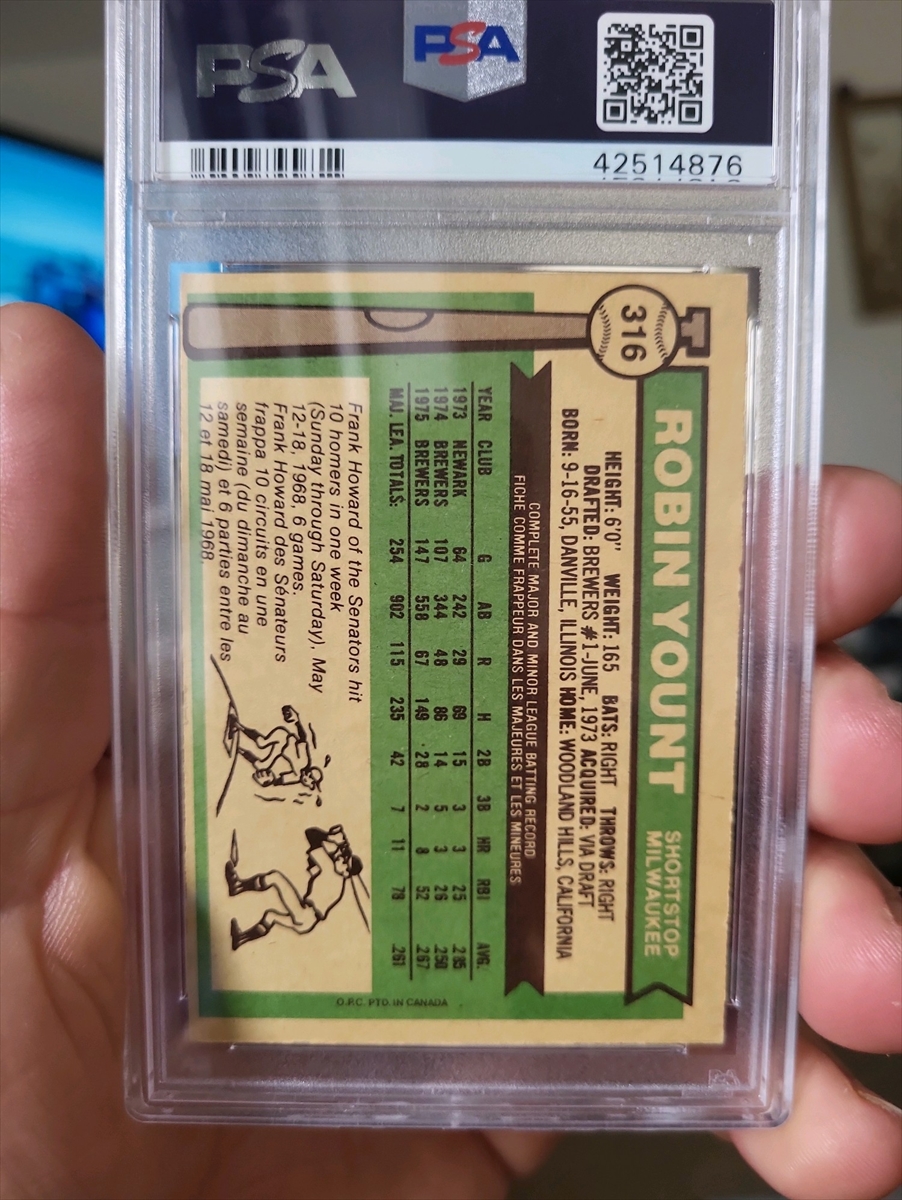 PSA
PSA
42514876
316
ROBIN YOUNT
SHORTSTOP
MILWAUKEE
HEIGHT: 6'0" WEIGHT: 165 BATS: RIGHT THROWS: RIGHT
DRAFTED: BREWERS #1-JUNE, 1973 ACQUIRED: VIA DRAFT
BORN: 9-16-55, DANVILLE, ILLINOIS HOME: WOODLAND HILLS, CALIFORNIA
COMPLETE MAJOR AND MINOR LEAGUE BATTING RECORD
FICHE COMME FRAPPEUR DANS LES MAJEURES ET LES MINEURES
YEAR CLUB G AB R H 2B 3B HR RBI AVG.
1973 NEWARK 64 242 29 69 15 3 3 25 .285
1974 BREWERS 107 344 48 86 14 5 3 26 .250
1975 BREWERS 147 558 67 149 28 2 8 52 .267
MAJ. LEA. TOTALS: 254 902 115 235 42 7 11 78 .261
Frank Howard of the Senators hit
10 homers in one week
(Sunday through Saturday), May
12-18, 1968, 6 games.
Frank Howard des Sénateurs
frappa 10 circuits en une
semaine (du dimanche au
samedi) et 6 parties entre les
12 et 18 mai 1968.
O.P.C. PTD. IN CANADA